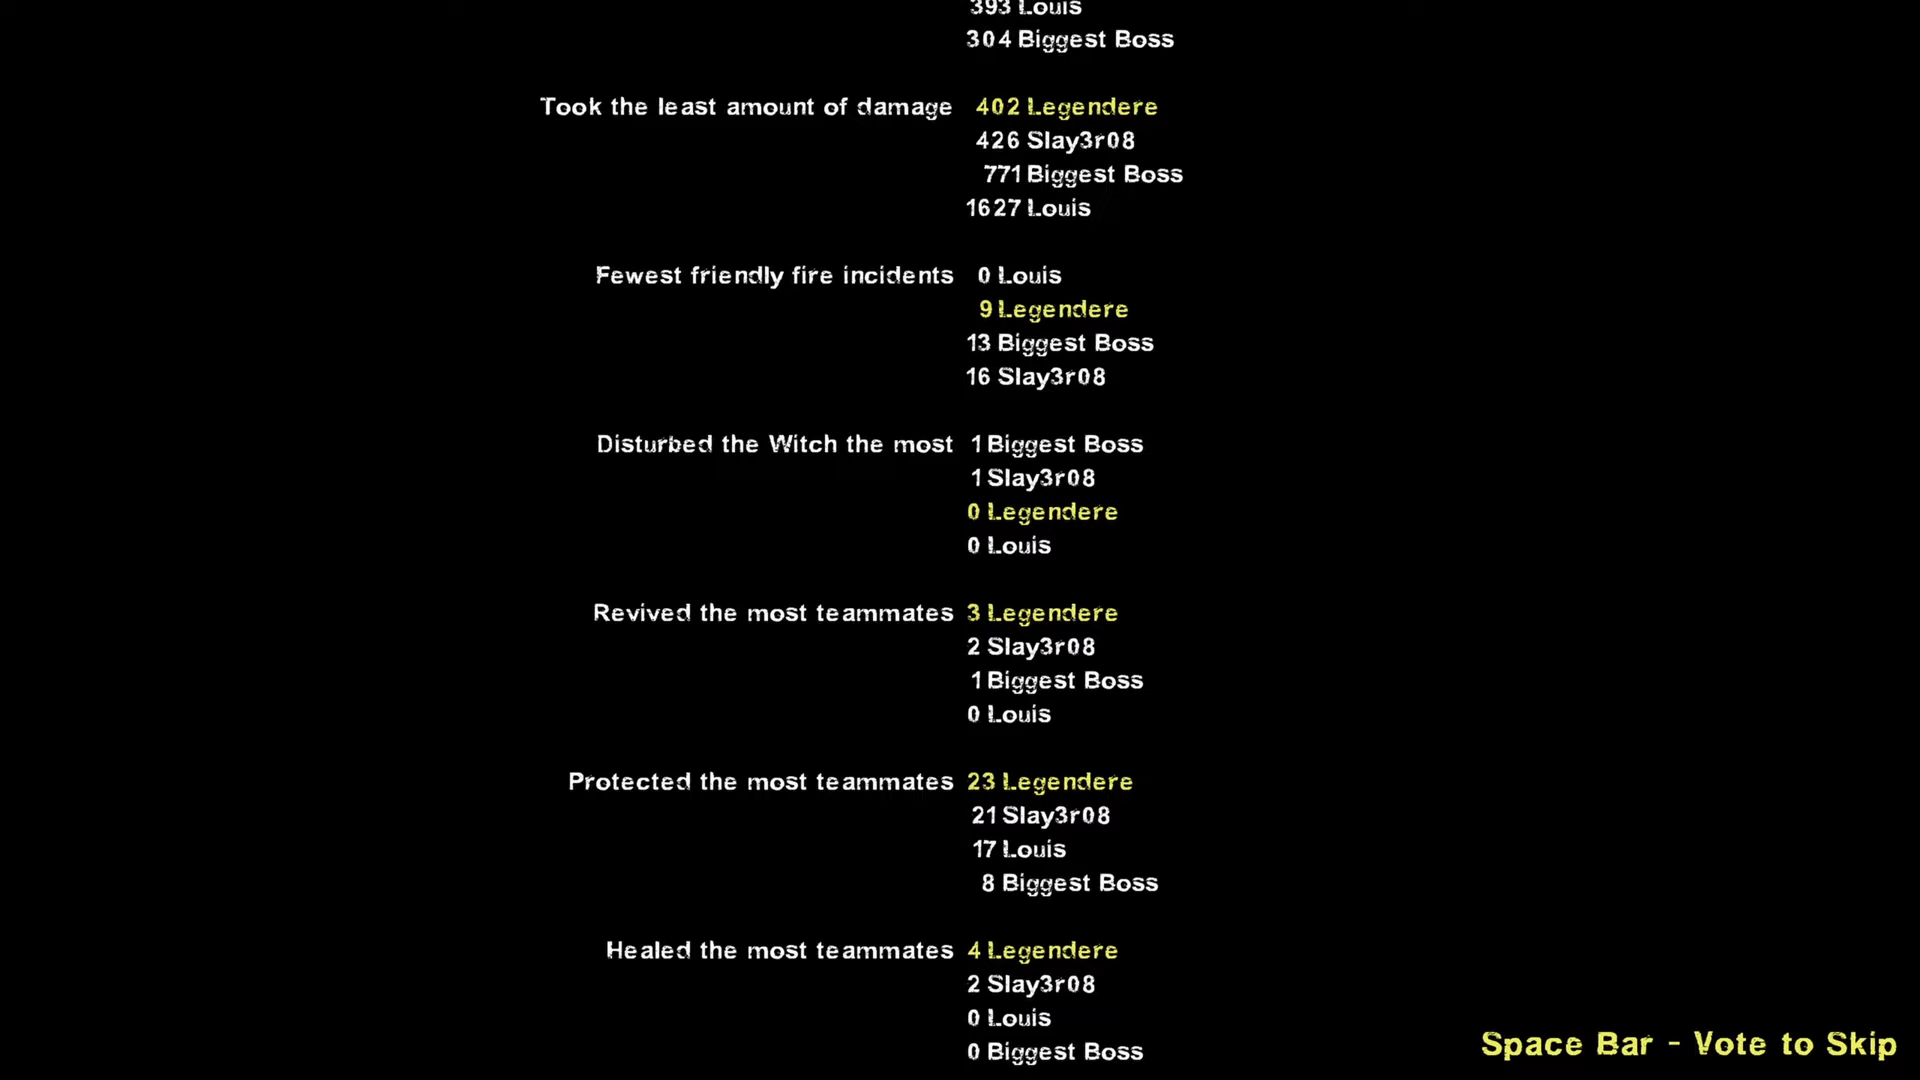 393 Louis
304 Biggest Boss
Took the least amount of damage 402 Legendere
426 Slay3r08
771 Biggest Boss
1627 Louis
Fewest friendly fire incidents 0 Louis
9 Legendere
13 Biggest Boss
16 Slay3r08
Disturbed the Witch the most 1 Biggest Boss
1 Slay3r08
0 Legendere
0 Louis
Revived the most teammates 3 Legendere
2 Slay3r08
1 Biggest Boss
0 Louis
Protected the most teammates 23 Legendere
21 Slay3r08
17 Louis
8 Biggest Boss
Healed the most teammates 4 Legendere
2 Slay3r08
0 Louis
0 Biggest Boss
Space Bar - Vote to Skip